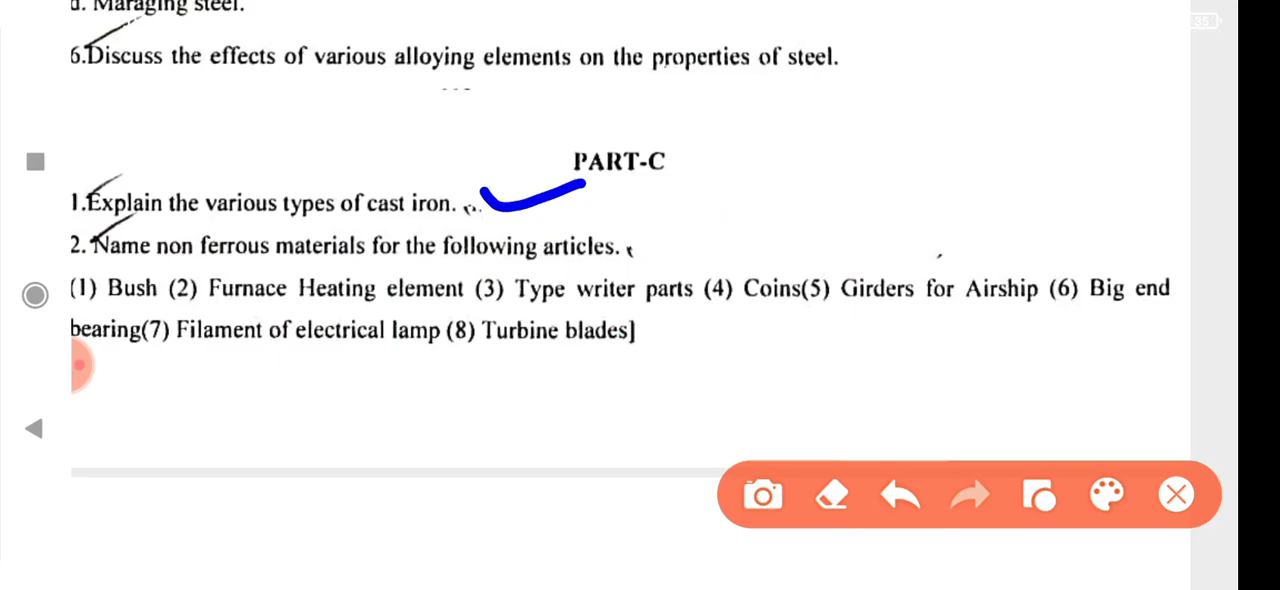 d. Maraging steel.
35
6.Discuss the effects of various alloying elements on the properties of steel.
PART-C
1.Explain the various types of cast iron.
2. Name non ferrous materials for the following articles.
(1) Bush (2) Furnace Heating element (3) Type writer parts (4) Coins(5) Girders for Airship (6) Big end
bearing(7) Filament of electrical lamp (8) Turbine blades]